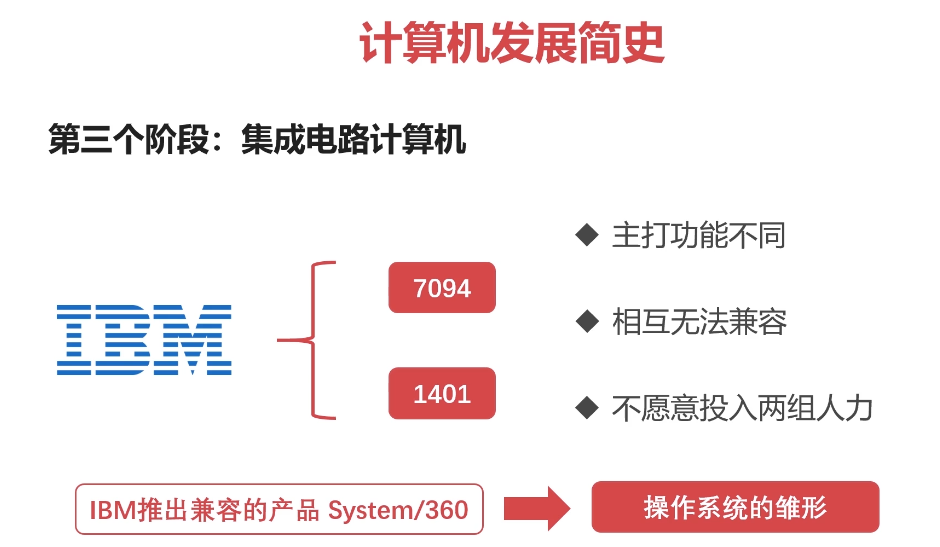 计算机发展简史
第三个阶段：集成电路计算机
IBM
7094
1401
◆ 主打功能不同
◆ 相互无法兼容
◆ 不愿意投入两组人力
IBM推出兼容的产品 System/360
操作系统的雏形